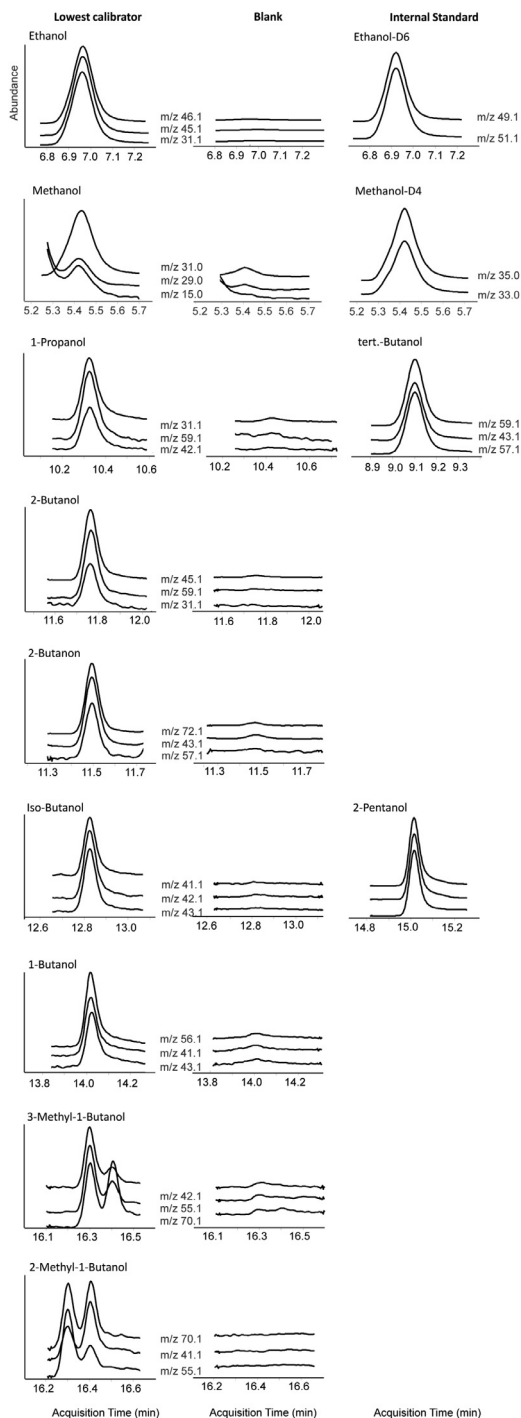 Lowest calibrator Blank Internal Standard
Ethanol Ethanol-D6
Abundance
m/z 46.1 m/z 49.1
m/z 45.1
m/z 31.1 m/z 51.1
6.8 6.9 7.0 7.1 7.2 6.8 6.9 7.0 7.1 7.2 6.8 6.9 7.0 7.1 7.2
Methanol Methanol-D4
m/z 31.0 m/z 35.0
m/z 29.0
m/z 15.0 m/z 33.0
5.2 5.3 5.4 5.5 5.6 5.7 5.2 5.3 5.4 5.5 5.6 5.7 5.2 5.3 5.4 5.5 5.6 5.7
1-Propanol tert.-Butanol
m/z 31.1 m/z 59.1
m/z 59.1 m/z 43.1
m/z 42.1 m/z 57.1
10.2 10.4 10.6 10.2 10.4 10.6 8.9 9.0 9.1 9.2 9.3
2-Butanol
m/z 45.1
m/z 59.1
m/z 31.1
11.6 11.8 12.0 11.6 11.8 12.0
2-Butanon
m/z 72.1
m/z 43.1
m/z 57.1
11.3 11.5 11.7 11.3 11.5 11.7
Iso-Butanol 2-Pentanol
m/z 41.1
m/z 42.1
m/z 43.1
12.6 12.8 13.0 12.6 12.8 13.0 14.8 15.0 15.2
1-Butanol
m/z 56.1
m/z 41.1
m/z 43.1
13.8 14.0 14.2 13.8 14.0 14.2
3-Methyl-1-Butanol
m/z 42.1
m/z 55.1
m/z 70.1
16.1 16.3 16.5 16.1 16.3 16.5
2-Methyl-1-Butanol
m/z 70.1
m/z 41.1
m/z 55.1
16.2 16.4 16.6 16.2 16.4 16.6
Acquisition Time (min) Acquisition Time (min) Acquisition Time (min)